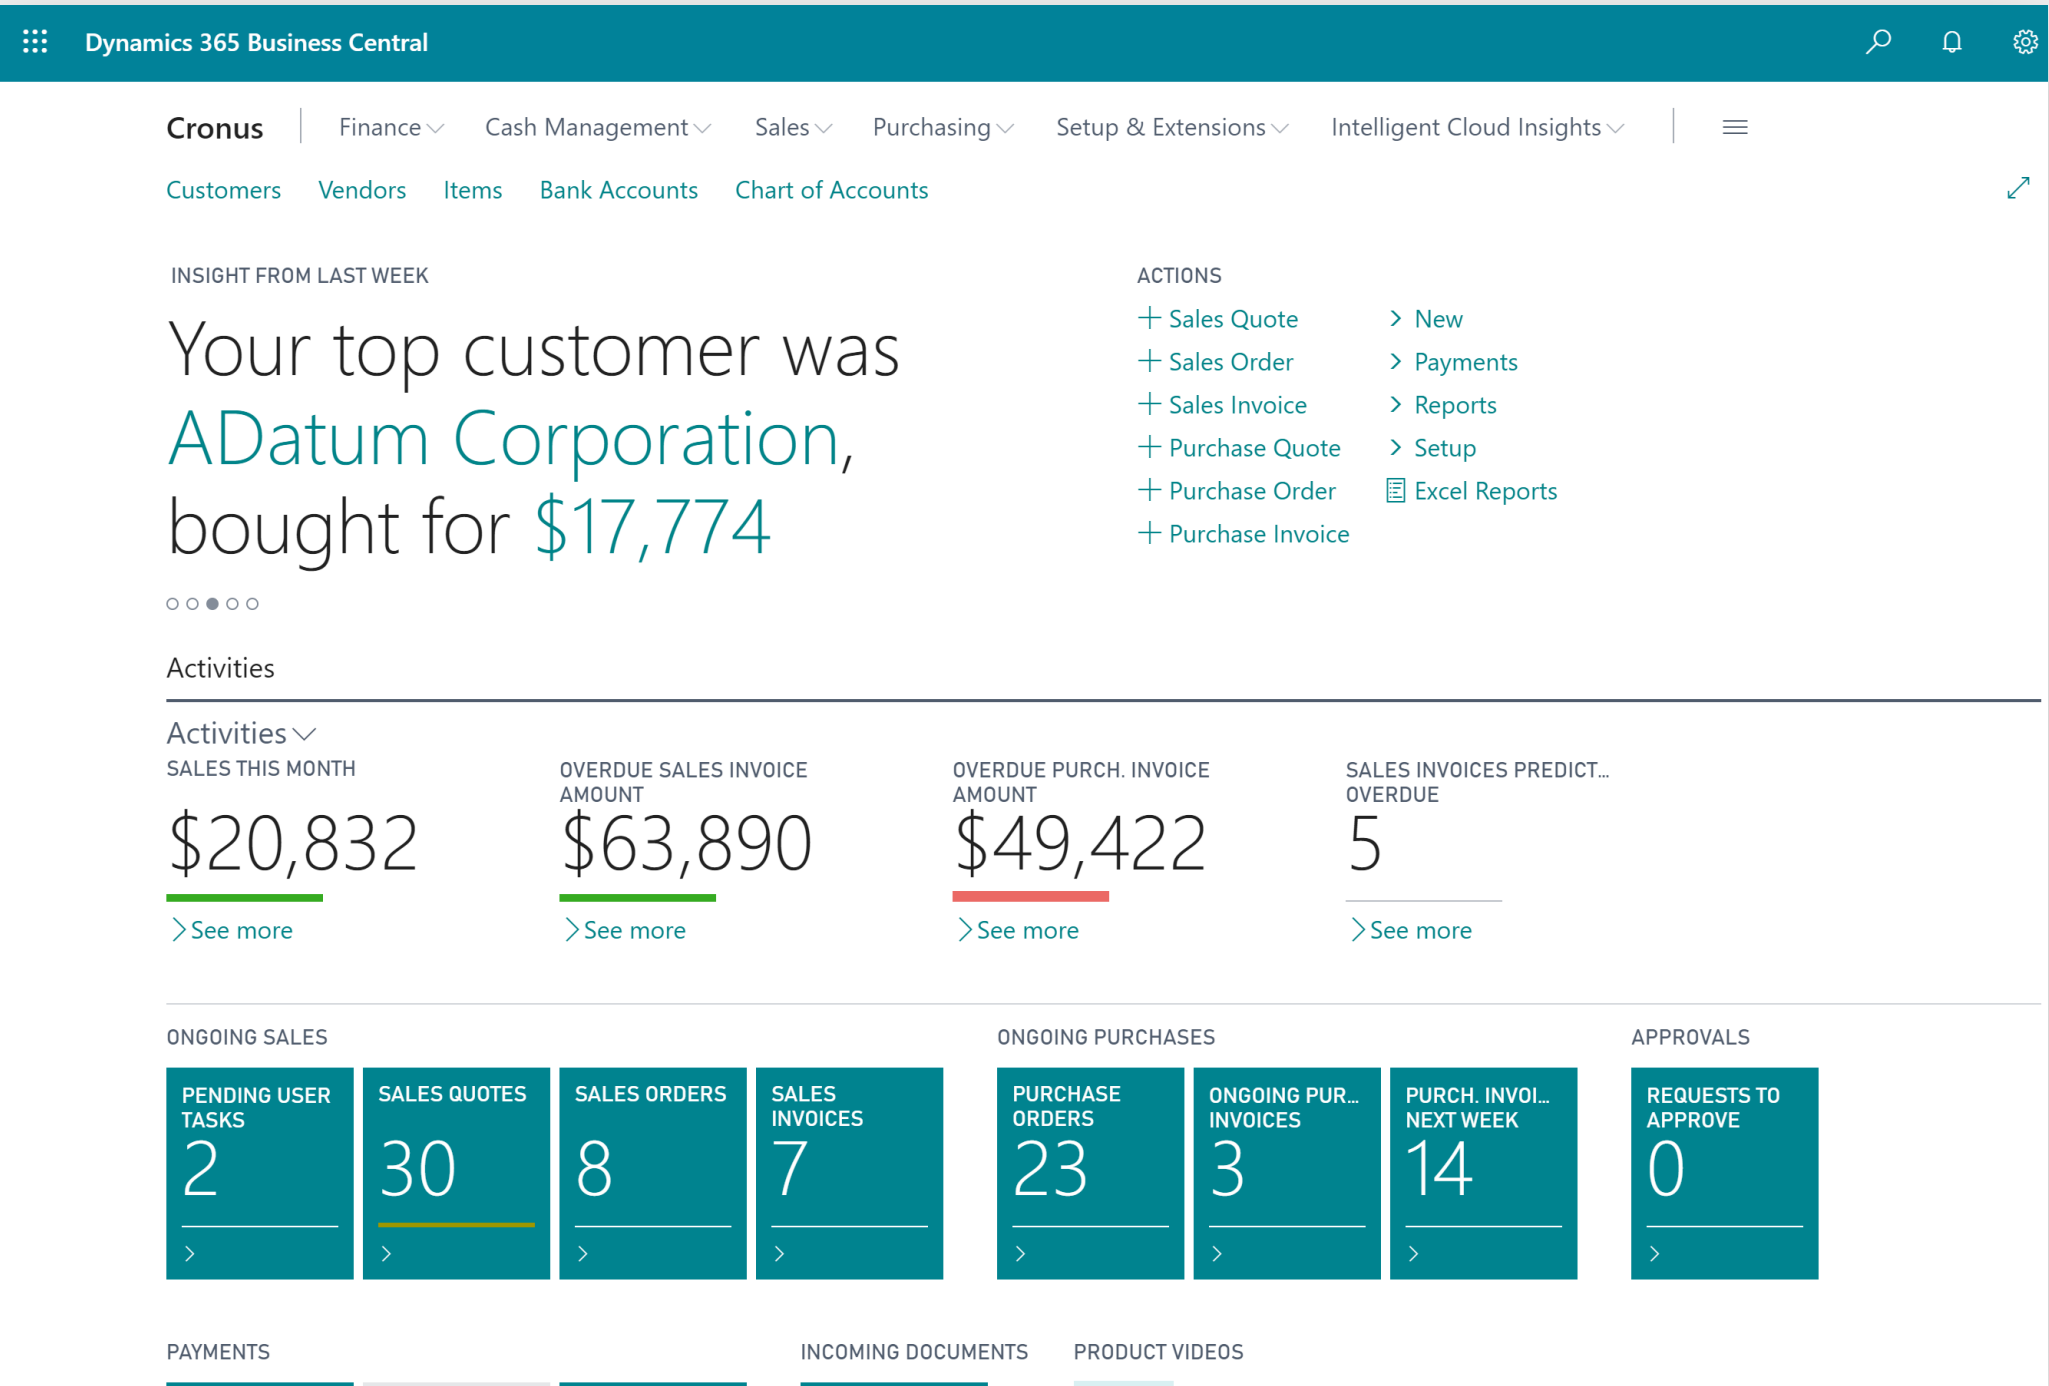 Dynamics 365 Business Central
Cronus
Finance
Cash Management
Sales
Purchasing
Setup & Extensions
Intelligent Cloud Insights
Customers
Vendors
Items
Bank Accounts
Chart of Accounts
INSIGHT FROM LAST WEEK
Your top customer was
ADatum Corporation,
bought for $17,774
ACTIONS
Sales Quote
Sales Order
Sales Invoice
Purchase Quote
Purchase Order
Purchase Invoice
New
Payments
Reports
Setup
Excel Reports
Activities
Activities
SALES THIS MONTH
$20,832
See more
OVERDUE SALES INVOICE
AMOUNT
$63,890
See more
OVERDUE PURCH. INVOICE
AMOUNT
$49,422
See more
SALES INVOICES PREDICT...
OVERDUE
5
See more
ONGOING SALES
PENDING USER
TASKS
2
SALES QUOTES
30
SALES ORDERS
8
SALES
INVOICES
7
ONGOING PURCHASES
PURCHASE
ORDERS
23
ONGOING PUR...
INVOICES
3
PURCH. INVOI...
NEXT WEEK
14
APPROVALS
REQUESTS TO
APPROVE
0
PAYMENTS
INCOMING DOCUMENTS
PRODUCT VIDEOS